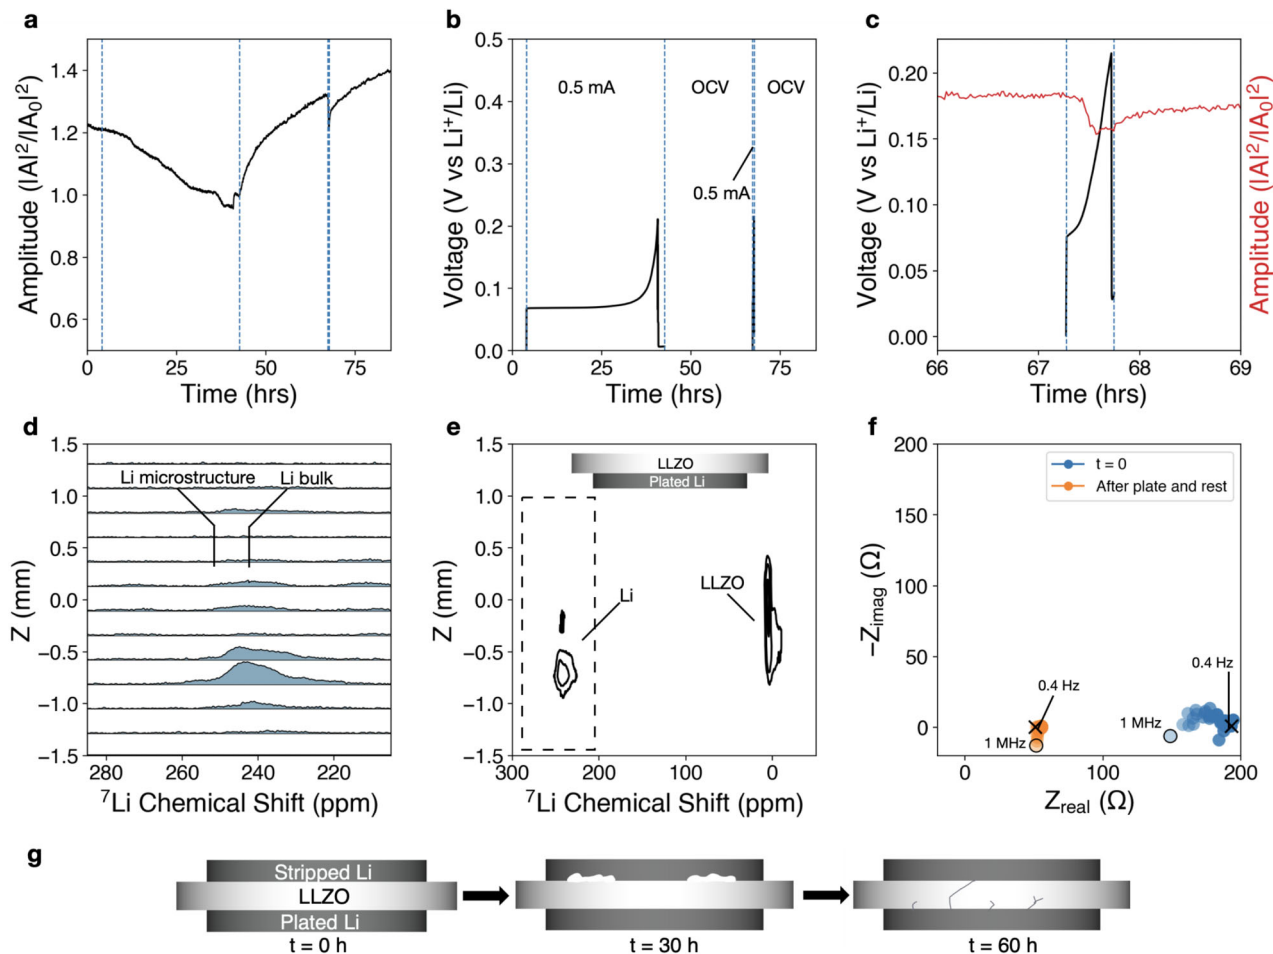 a
1.4
1.2
1.0
0.8
0.6
Amplitude (|A|²/|A₀|²)
0
25
50
75
Time (hrs)
b
0.5
0.4
0.3
0.2
0.1
0.0
Voltage (V vs Li⁺/Li)
0.5 mA
OCV
OCV
0.5 mA
0
25
50
75
Time (hrs)
c
0.20
0.15
0.10
0.05
0.00
Voltage (V vs Li⁺/Li)
Amplitude (|A|²/|A₀|²)
66
67
68
69
Time (hrs)
d
1.5
1.0
0.5
0.0
−0.5
−1.0
−1.5
Z (mm)
Li microstructure
Li bulk
280
260
240
220
⁷Li Chemical Shift (ppm)
e
1.5
1.0
0.5
0.0
−0.5
−1.0
−1.5
Z (mm)
LLZO
Plated Li
Li
LLZO
300
200
100
0
⁷Li Chemical Shift (ppm)
f
200
150
100
50
0
−Z_imag (Ω)
t = 0
After plate and rest
0.4 Hz
1 MHz
0.4 Hz
1 MHz
0
100
200
Z_real (Ω)
g
Stripped Li
LLZO
Plated Li
t = 0 h
t = 30 h
t = 60 h